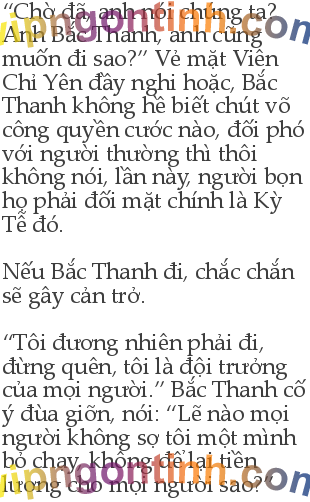 “Chờ đã, anh nói chúng ta?
Anh Bắc Thanh, anh cũng
muốn đi sao?” Vẻ mặt Viên
Chỉ Yên đầy nghi hoặc, Bắc
Thanh không hề biết chút võ
công quyền cước nào, đối phó
với người thường thì thôi
không nói, lần này, người bọn
họ phải đối mặt chính là Kỳ
Tễ đó.
Nếu Bắc Thanh đi, chắc chắn
sẽ gây cản trở.
“Tôi đương nhiên phải đi,
đừng quên, tôi là đội trưởng
của mọi người.” Bắc Thanh cố
ý đùa giỡn, nói: “Lẽ nào mọi
người không sợ tôi một mình
bỏ chạy, không để lại tiền
lương cho mọi người sao?”
vipngontinh.com
vipngontinh.com